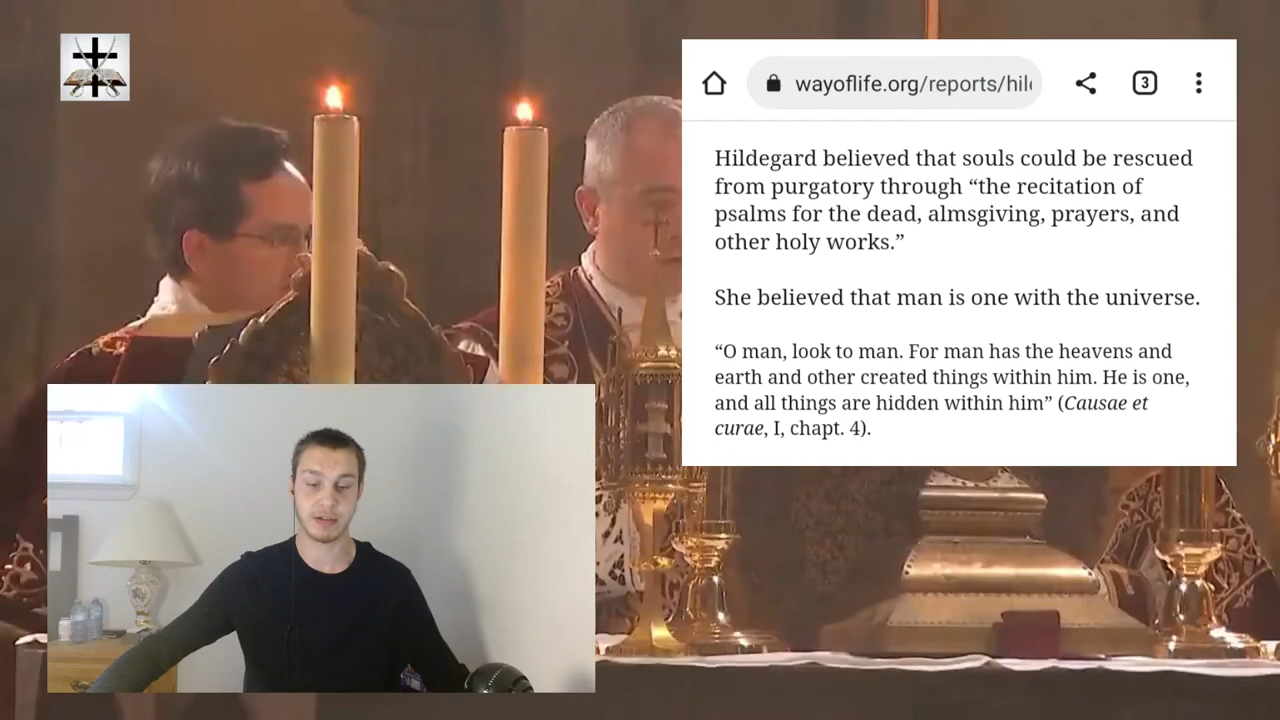 wayoflife.org/reports/hil
3
Hildegard believed that souls could be rescued
from purgatory through “the recitation of
psalms for the dead, almsgiving, prayers, and
other holy works.”
She believed that man is one with the universe.
“O man, look to man. For man has the heavens and
earth and other created things within him. He is one,
and all things are hidden within him” (Causae et
curae, I, chapt. 4).